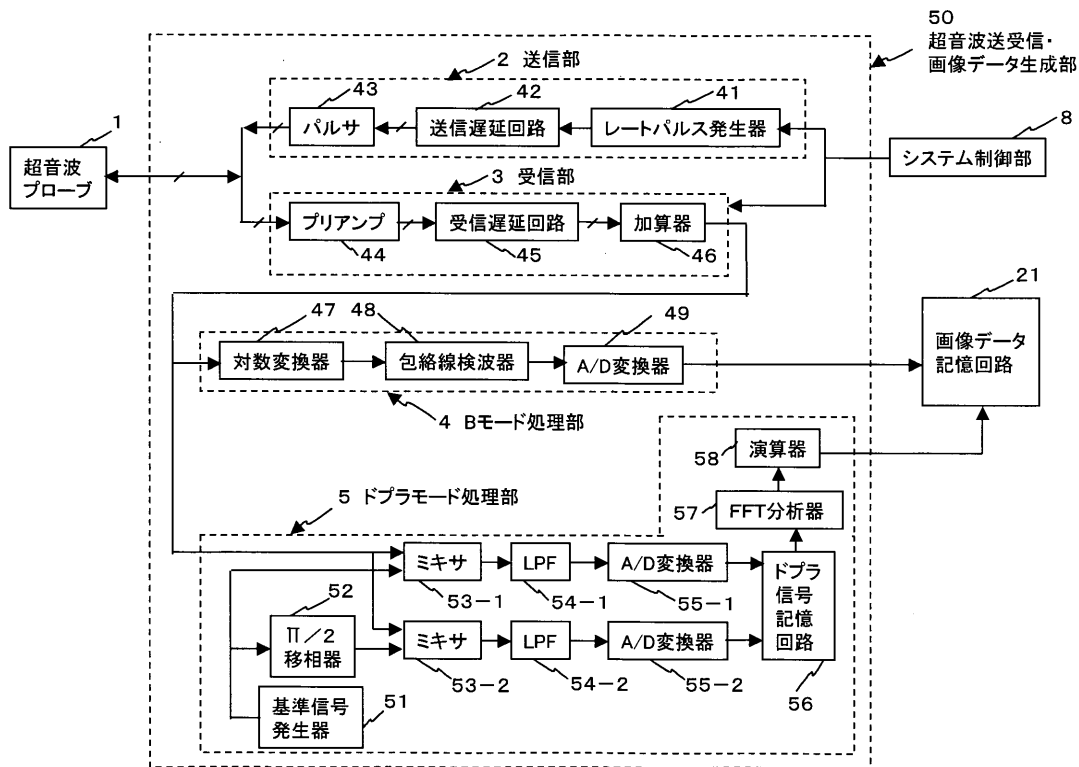 50
超音波送受信・
画像データ生成部
2 送信部
43
42
41
パルサ
送信遅延回路
レートパルス発生器
1
超音波
プローブ
8
システム制御部
3 受信部
プリアンプ
受信遅延回路
加算器
44
45
46
21
画像データ
記憶回路
47
48
49
対数変換器
包絡線検波器
A/D変換器
4 Bモード処理部
58
演算器
57
FFT分析器
5 ドプラモード処理部
ミキサ
LPF
A/D変換器
53-1
54-1
55-1
ドプラ
信号
記憶
回路
52
π/2
移相器
ミキサ
LPF
A/D変換器
53-2
54-2
55-2
56
基準信号
発生器
51